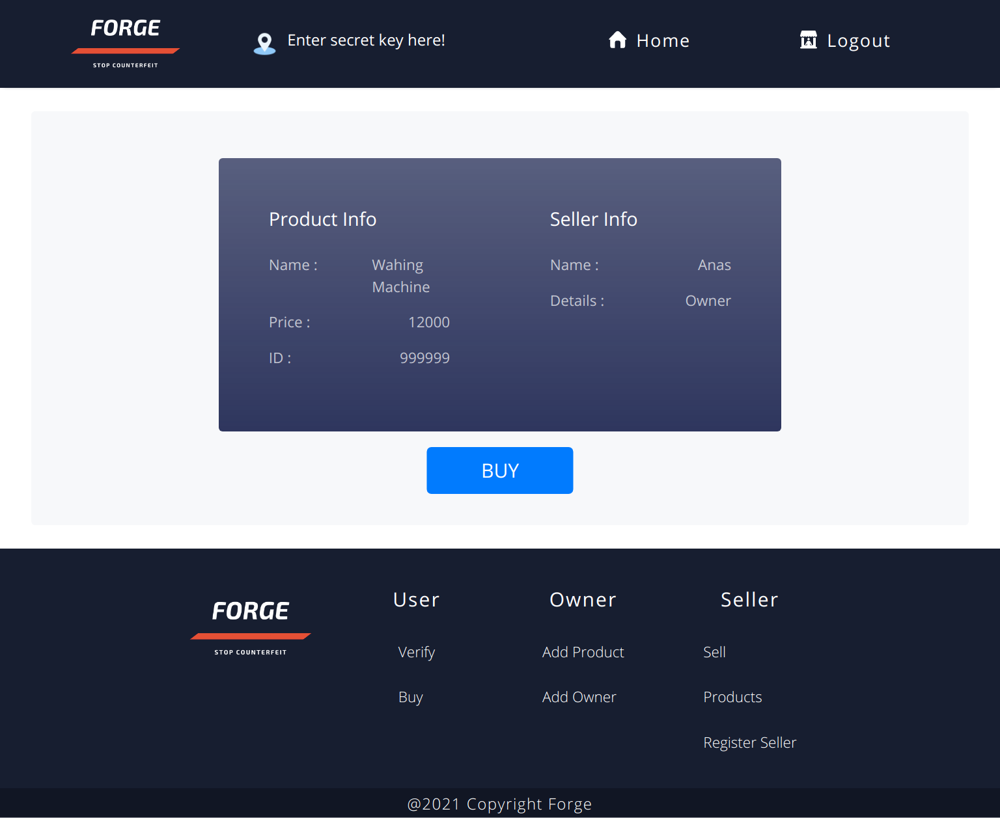 FORGE
STOP COUNTERFEIT
Enter secret key here!
Home
Logout
Product Info
Name : Wahing
Machine
Price : 12000
ID : 999999
Seller Info
Name : Anas
Details : Owner
BUY
FORGE
STOP COUNTERFEIT
User
Verify
Buy
Owner
Add Product
Add Owner
Seller
Sell
Products
Register Seller
@2021 Copyright Forge